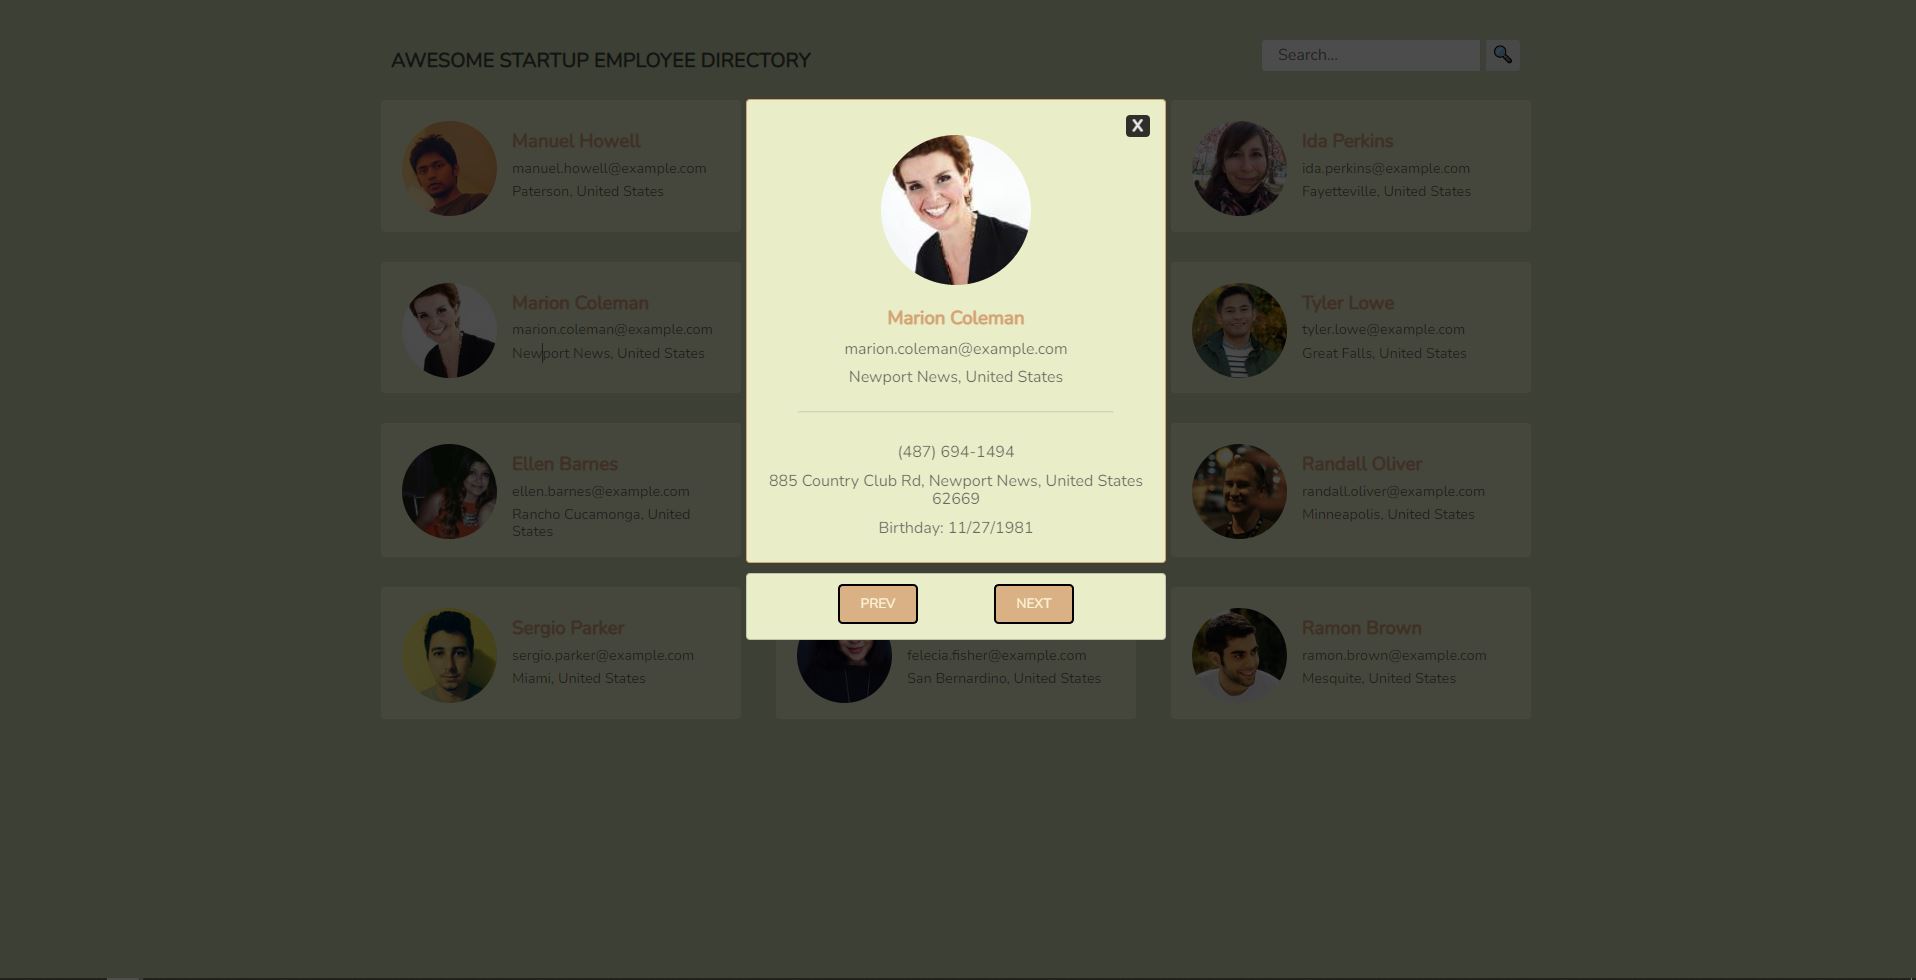 AWESOME STARTUP EMPLOYEE DIRECTORY
Search...
Manuel Howell
manuel.howell@example.com
Paterson, United States
Ida Perkins
ida.perkins@example.com
Fayetteville, United States
Marion Coleman
marion.coleman@example.com
Newport News, United States
Tyler Lowe
tyler.lowe@example.com
Great Falls, United States
Ellen Barnes
ellen.barnes@example.com
Rancho Cucamonga, United
States
Randall Oliver
randall.oliver@example.com
Minneapolis, United States
Sergio Parker
sergio.parker@example.com
Miami, United States
felecia.fisher@example.com
San Bernardino, United States
Ramon Brown
ramon.brown@example.com
Mesquite, United States
X
Marion Coleman
marion.coleman@example.com
Newport News, United States
(487) 694-1494
885 Country Club Rd, Newport News, United States
62669
Birthday: 11/27/1981
PREV
NEXT